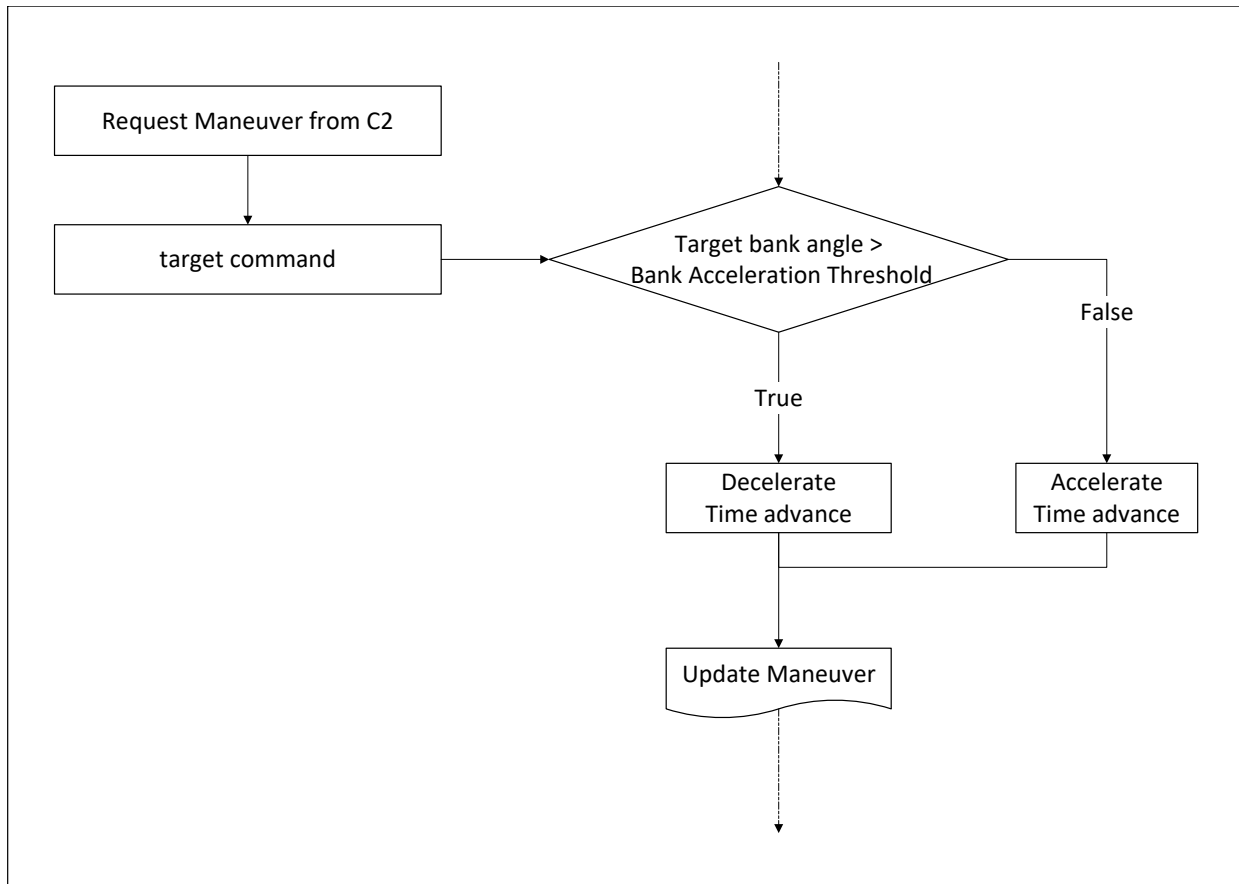 Request Maneuver from C2
target command
Target bank angle >
Bank Acceleration Threshold
False
True
Decelerate
Time advance
Accelerate
Time advance
Update Maneuver